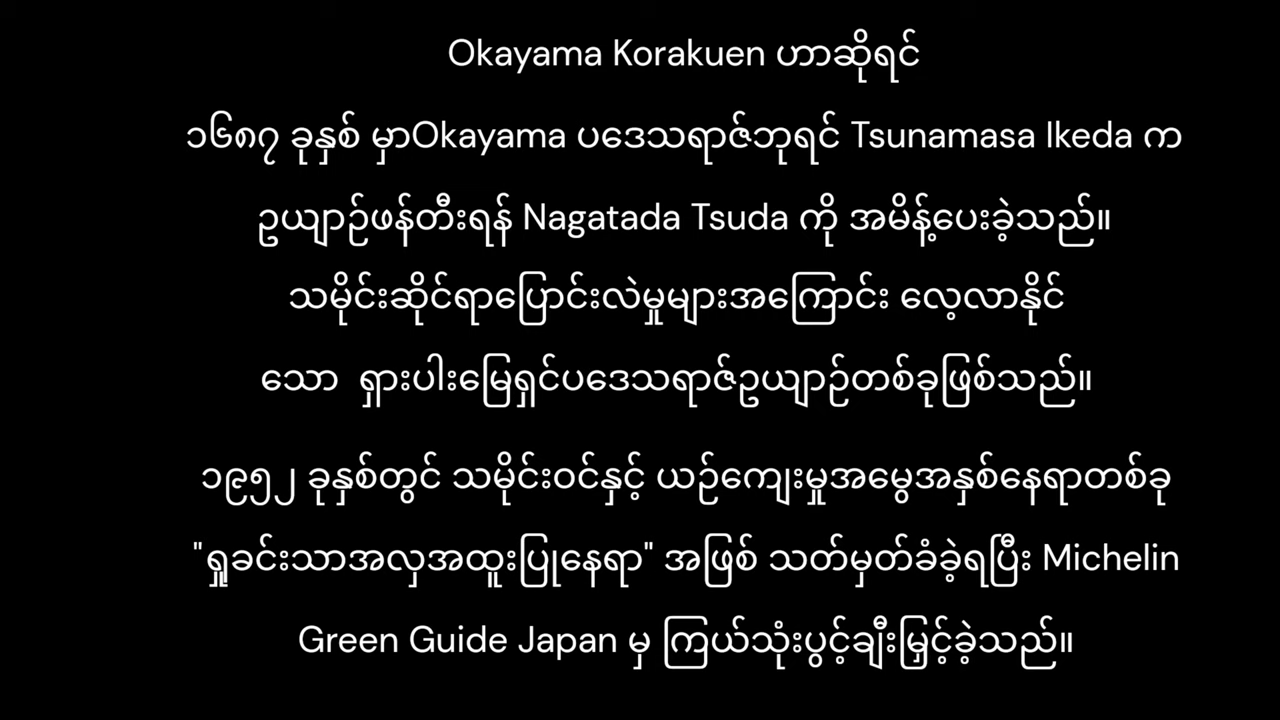 Okayama Korakuen ဟာဆိုရင်
၁၆၈၇ ခုနှစ် မှာOkayama ပဒေသရာဇ်ဘုရင် Tsunamasa Ikeda က
ဥယျာဉ်ဖန်တီးရန် Nagatada Tsuda ကို အမိန့်ပေးခဲ့သည်။
သမိုင်းဆိုင်ရာပြောင်းလဲမှုများအကြောင်း လေ့လာနိုင်
သော ရှားပါးမြေရှင်ပဒေသရာဇ်ဥယျာဉ်တစ်ခုဖြစ်သည်။
၁၉၅၂ ခုနှစ်တွင် သမိုင်းဝင်နှင့် ယဉ်ကျေးမှုအမွေအနှစ်နေရာတစ်ခု
"ရှုခင်းသာအလှအထူးပြုနေရာ" အဖြစ် သတ်မှတ်ခံခဲ့ရပြီး Michelin
Green Guide Japan မှ ကြယ်သုံးပွင့်ချီးမြှင့်ခဲ့သည်။